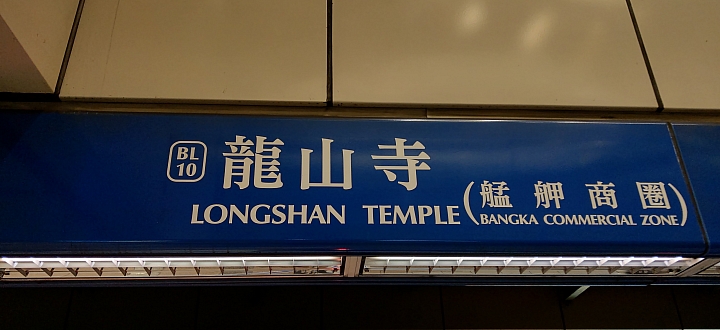 BL
10
龍山寺
LONGSHAN TEMPLE
(艋舺商圈
BANGKA COMMERCIAL ZONE)